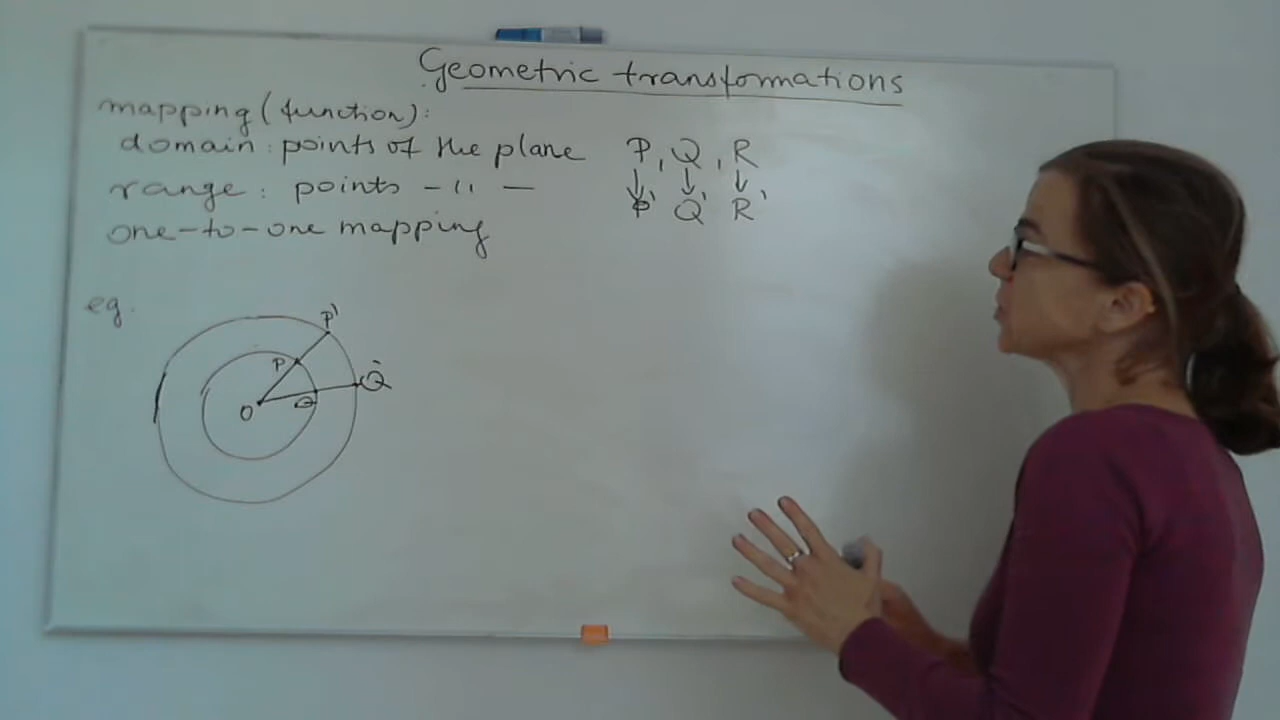 Geometric transformations
mapping (function):
domain: points of the plane P, Q, R
↓ ↓ ↓
range: points -"- P' Q' R'
one-to-one mapping
eg.
P'
P
Q'
O Q